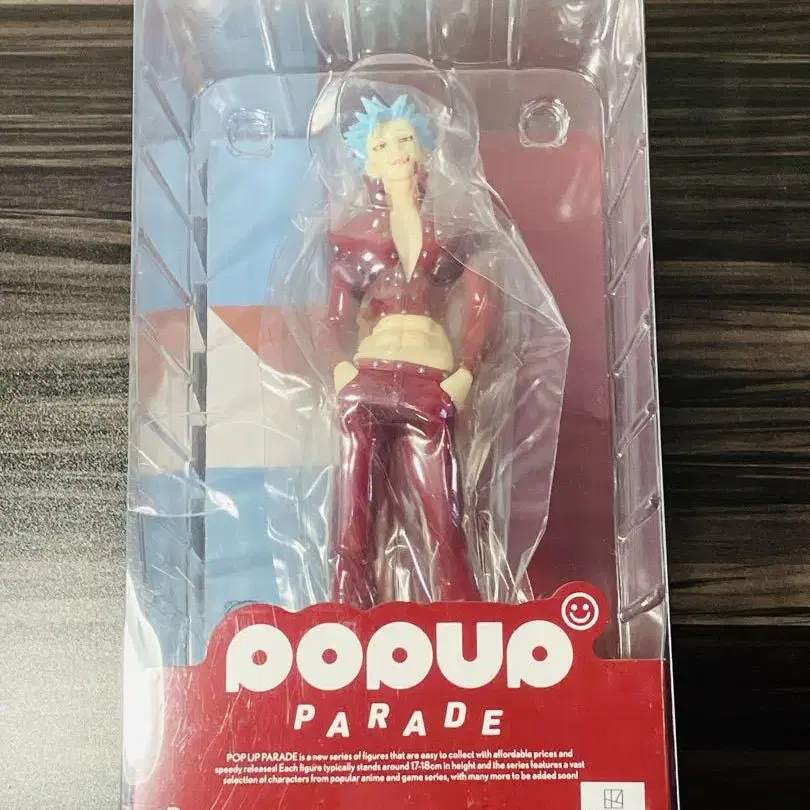 POPUP
PARADE
POP UP PARADE is a new series of figures that are easy to collect with affordable prices and
speedy releases! Each figure typically stands around 17-18cm in height and the series features a vast
selection of characters from popular anime and game series, with many more to be added soon!